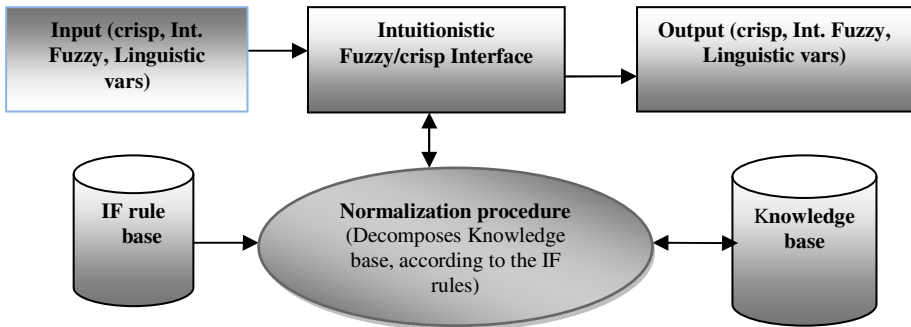 Input (crisp, Int.
Fuzzy, Linguistic
vars)
Intuitionistic
Fuzzy/crisp Interface
Output (crisp, Int. Fuzzy,
Linguistic vars)
IF rule
base
Normalization procedure
(Decomposes Knowledge
base, according to the IF
rules)
Knowledge
base